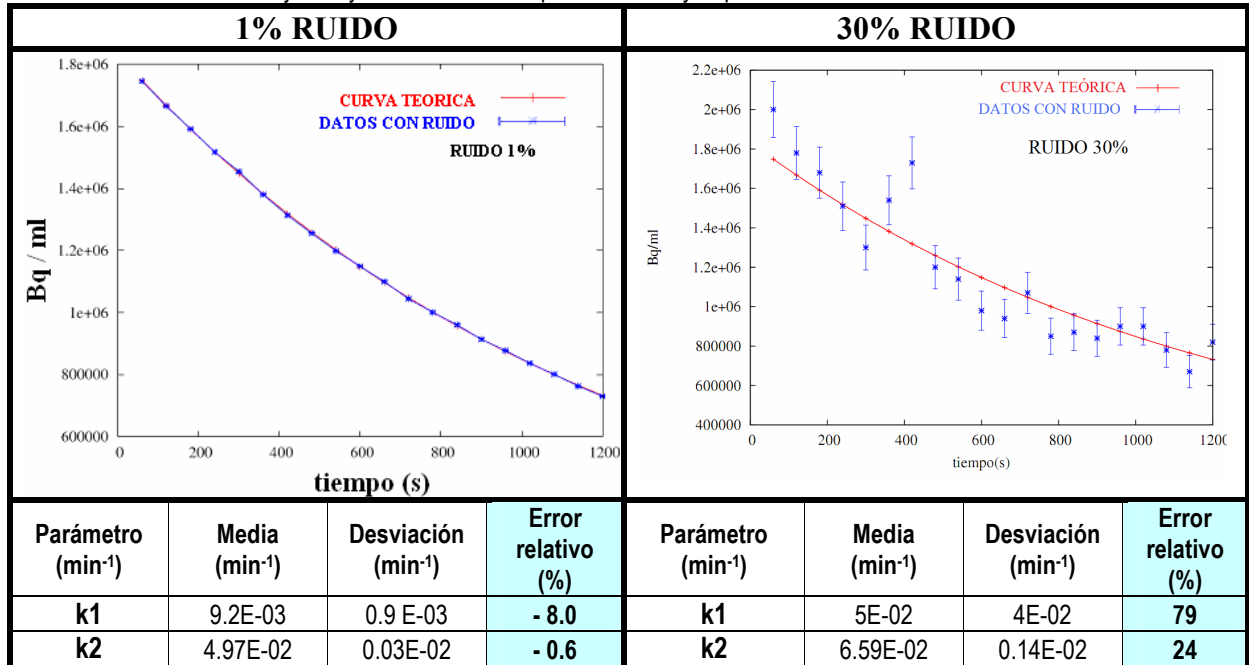 1% RUIDO
30% RUIDO
1.8e+06
1.6e+06
1.4e+06
1.2e+06
1e+06
800000
600000
0 200 400 600 800 1000 1200
Bq / ml
tiempo (s)
CURVA TEORICA
DATOS CON RUIDO
RUIDO 1%
2.2e+06
2e+06
1.8e+06
1.6e+06
1.4e+06
1.2e+06
1e+06
800000
600000
400000
0 200 400 600 800 1000 1200
Bq/ml
tiempo(s)
CURVA TEÓRICA
DATOS CON RUIDO
RUIDO 30%
Parámetro (min-1) Media (min-1) Desviación (min-1) Error relativo (%)
k1 9.2E-03 0.9 E-03 - 8.0
k2 4.97E-02 0.03E-02 - 0.6
Parámetro (min-1) Media (min-1) Desviación (min-1) Error relativo (%)
k1 5E-02 4E-02 79
k2 6.59E-02 0.14E-02 24